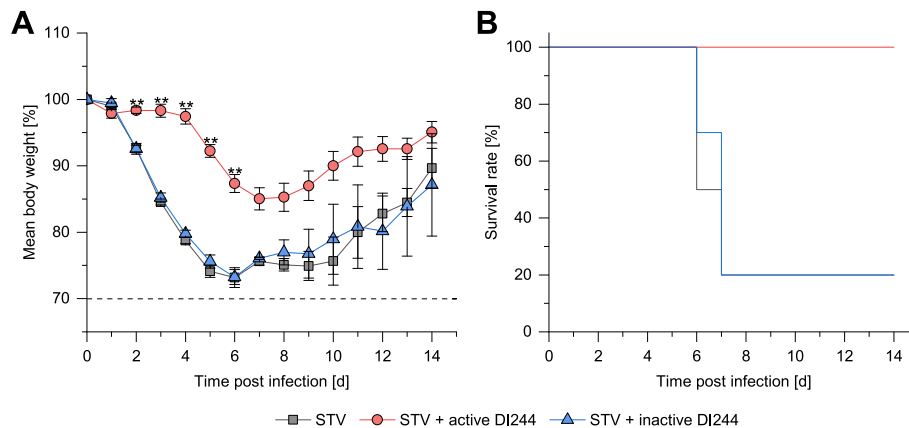 A
B
Mean body weight [%]
110
100
90
80
70
**
**
**
**
**
0 2 4 6 8 10 12 14
Time post infection [d]
Survival rate [%]
100
80
60
40
20
0
0 2 4 6 8 10 12 14
Time post infection [d]
STV STV + active DI244 STV + inactive DI244